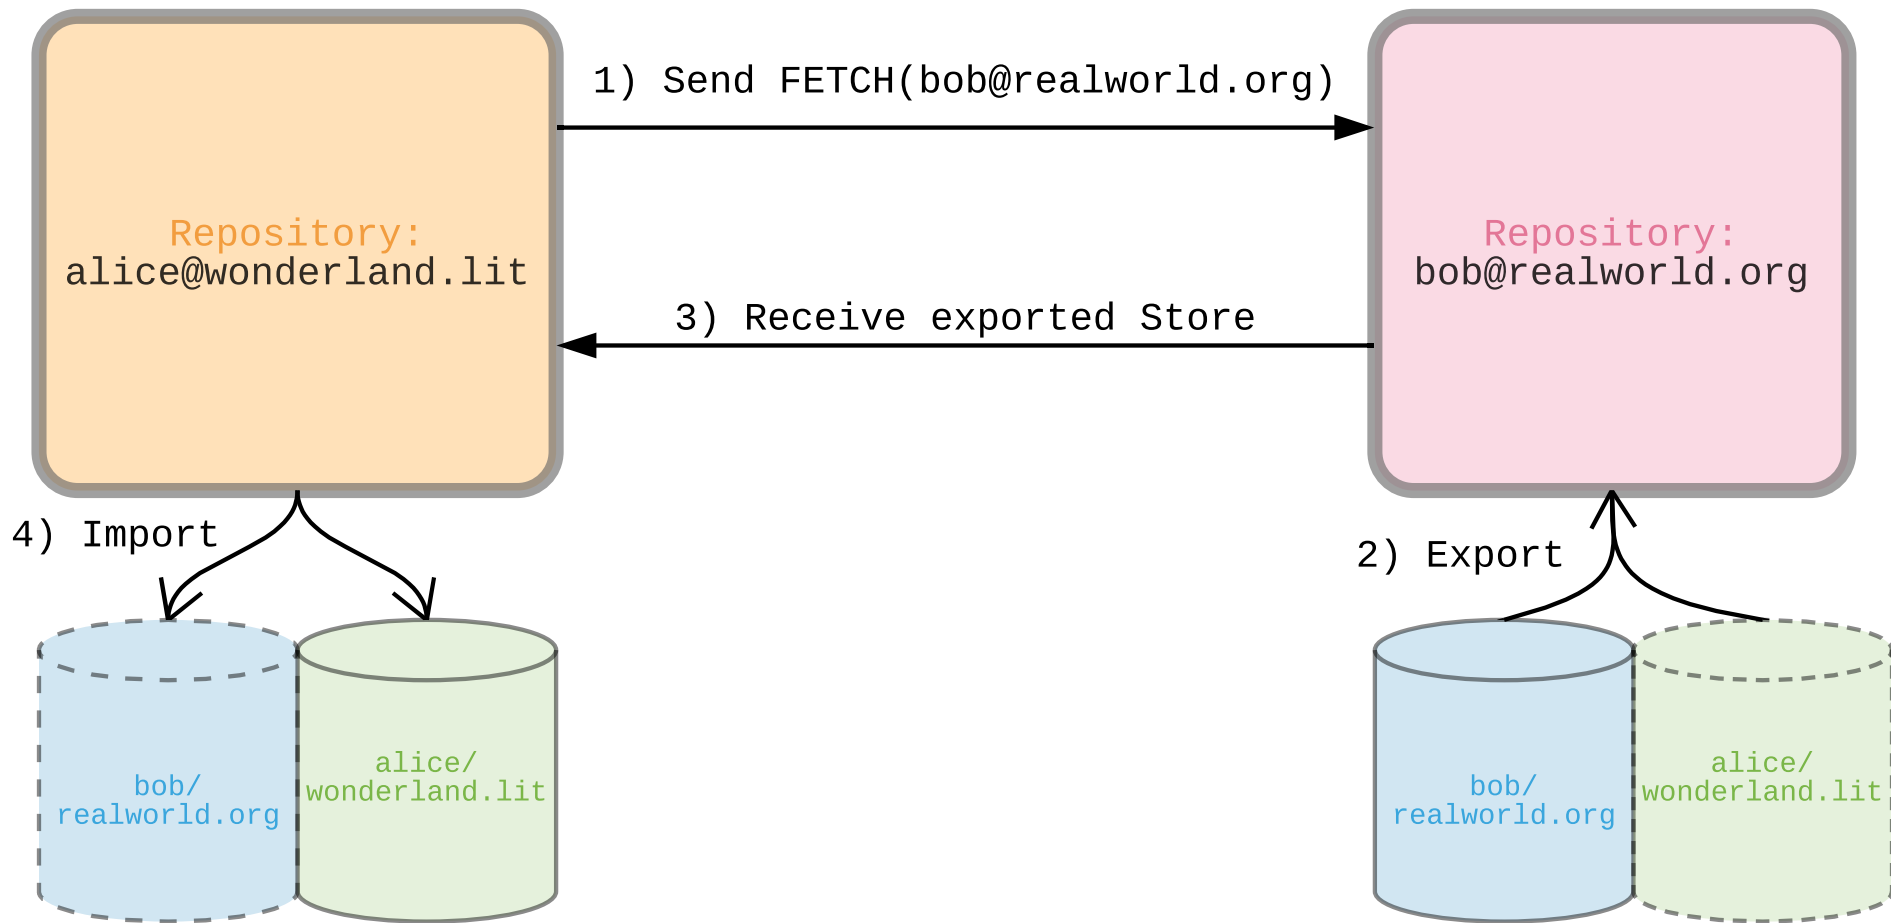 1) Send FETCH(bob@realworld.org)
Repository:
alice@wonderland.lit
Repository:
bob@realworld.org
3) Receive exported Store
4) Import
2) Export
bob/
realworld.org
alice/
wonderland.lit
bob/
realworld.org
alice/
wonderland.lit